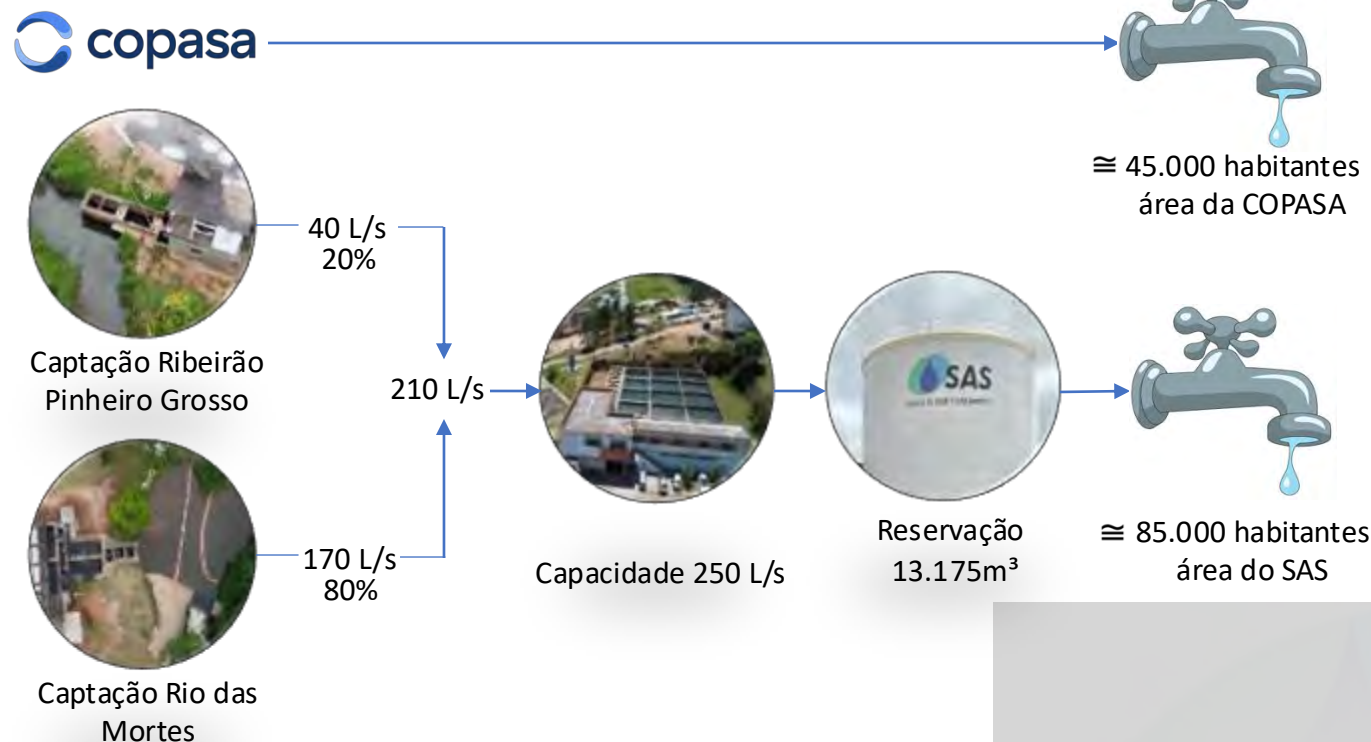 copasa
≅ 45.000 habitantes
área da COPASA
40 L/s
20%
Captação Ribeirão
Pinheiro Grosso
210 L/s
SAS
170 L/s
80%
Capacidade 250 L/s
Reservação
13.175m³
≅ 85.000 habitantes
área do SAS
Captação Rio das
Mortes